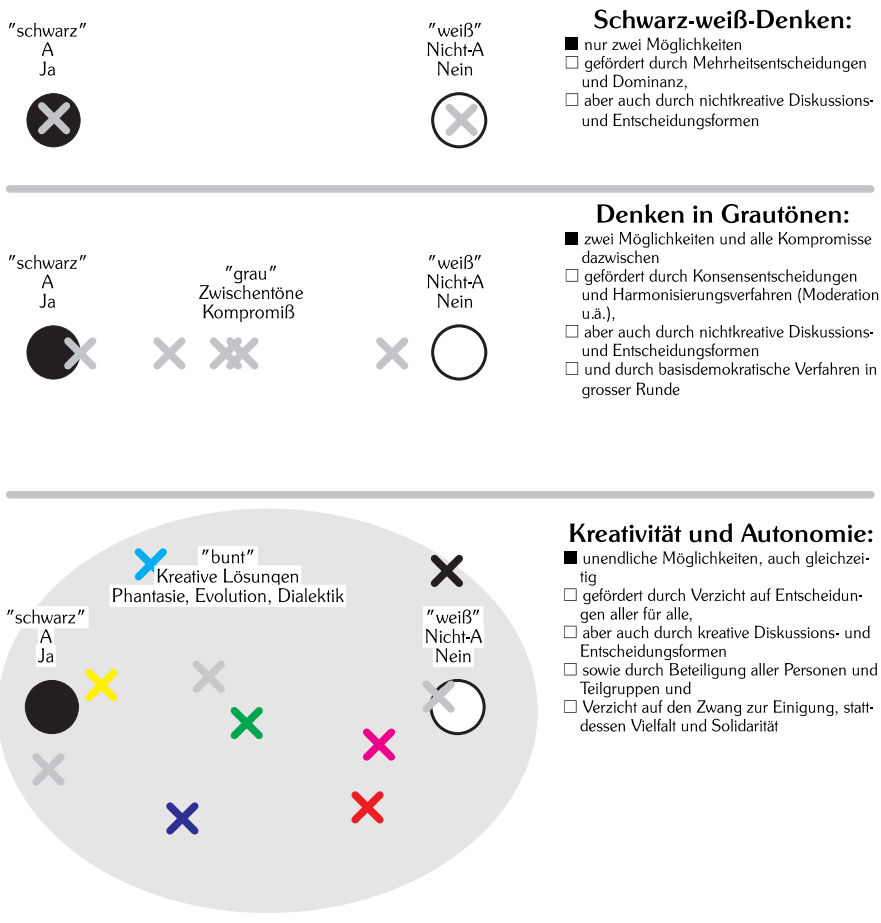 "schwarz"
A
Ja
"weiß"
Nicht-A
Nein
Schwarz-weiß-Denken:
■ nur zwei Möglichkeiten
□ gefördert durch Mehrheitsentscheidungen
und Dominanz,
□ aber auch durch nichtkreative Diskussions-
und Entscheidungsformen
"schwarz"
A
Ja
"grau"
Zwischentöne
Kompromiß
"weiß"
Nicht-A
Nein
Denken in Grautönen:
■ zwei Möglichkeiten und alle Kompromisse
dazwischen
□ gefördert durch Konsensentscheidungen
und Harmonisierungsverfahren (Moderation
u.ä.),
□ aber auch durch nichtkreative Diskussions-
und Entscheidungsformen
□ und durch basisdemokratische Verfahren in
grosser Runde
"bunt"
Kreative Lösungen
Phantasie, Evolution, Dialektik
"schwarz"
A
Ja
"weiß"
Nicht-A
Nein
Kreativität und Autonomie:
■ unendliche Möglichkeiten, auch gleichzei-
tig
□ gefördert durch Verzicht auf Entscheidun-
gen aller für alle,
□ aber auch durch kreative Diskussions- und
Entscheidungsformen
□ sowie durch Beteiligung aller Personen und
Teilgruppen und
□ Verzicht auf den Zwang zur Einigung, statt-
dessen Vielfalt und Solidarität